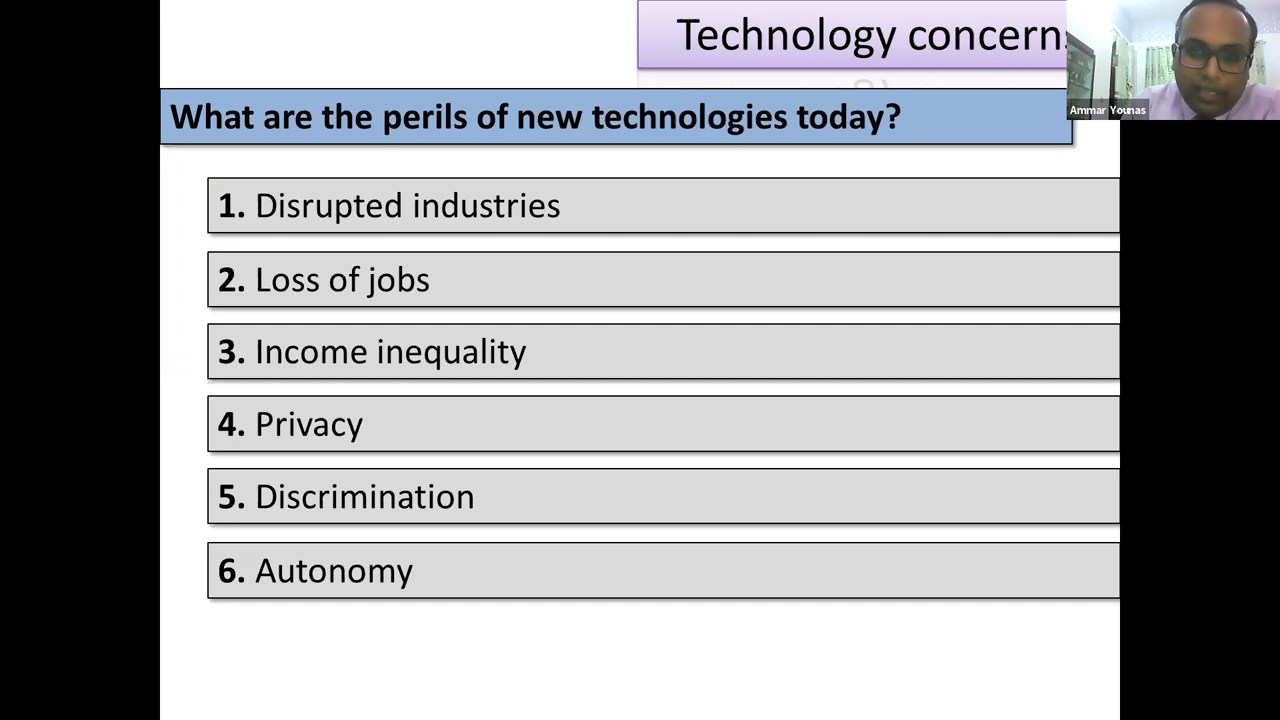 Technology concerns
Ammar Younas
What are the perils of new technologies today?
1. Disrupted industries
2. Loss of jobs
3. Income inequality
4. Privacy
5. Discrimination
6. Autonomy